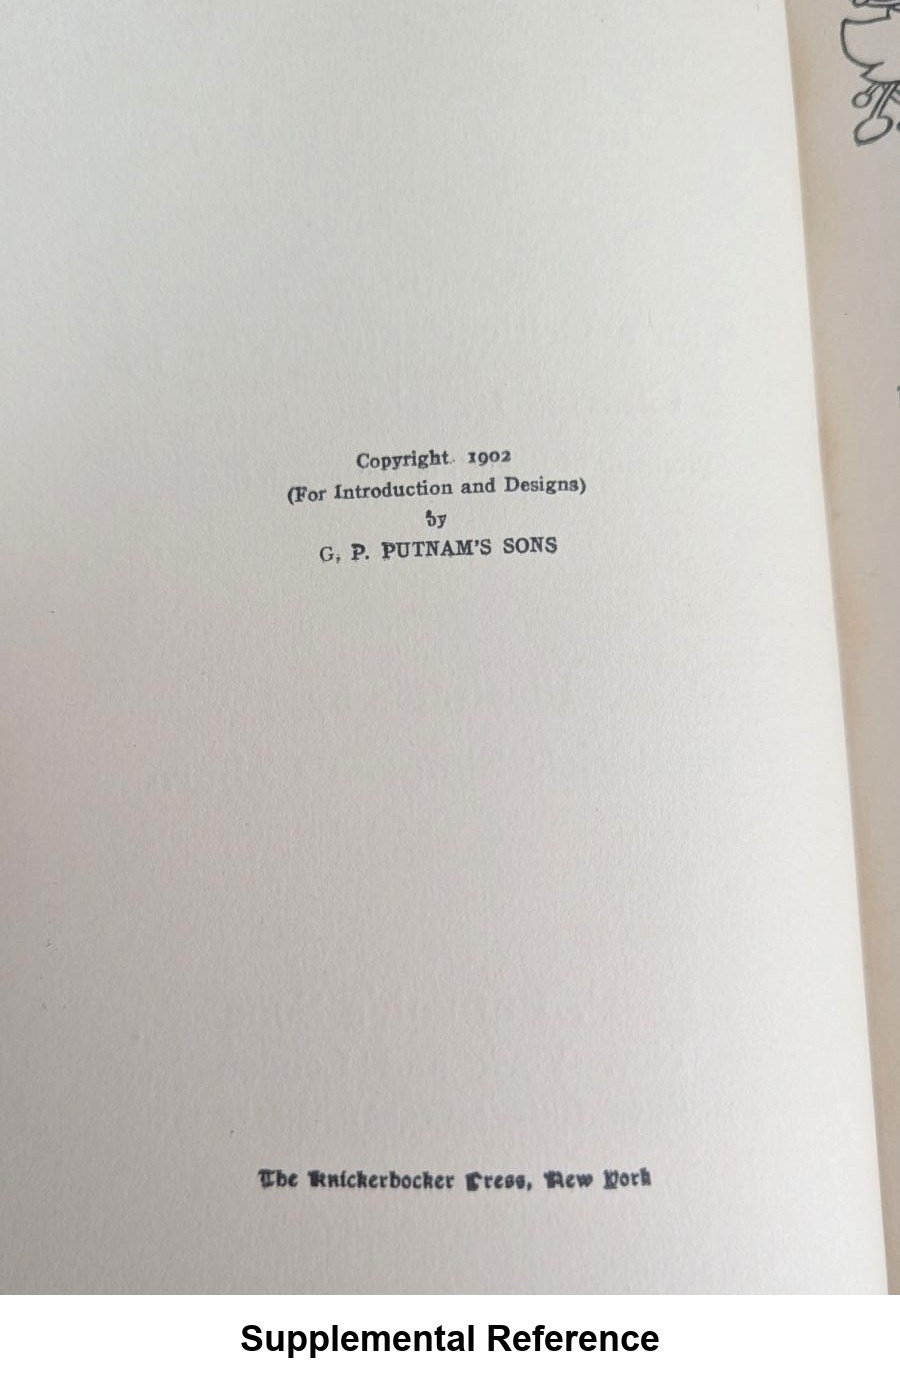 Copyright 1902
(For Introduction and Designs)
by
G. P. PUTNAM'S SONS
The Knickerbocker Press, New York
Supplemental Reference